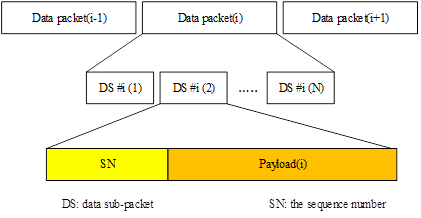 Data packet(i-1) Data packet(i) Data packet(i+1)
DS #i (1) DS #i (2) ..... DS #i (N)
SN Payload(i)
DS: data sub-packet SN: the sequence number